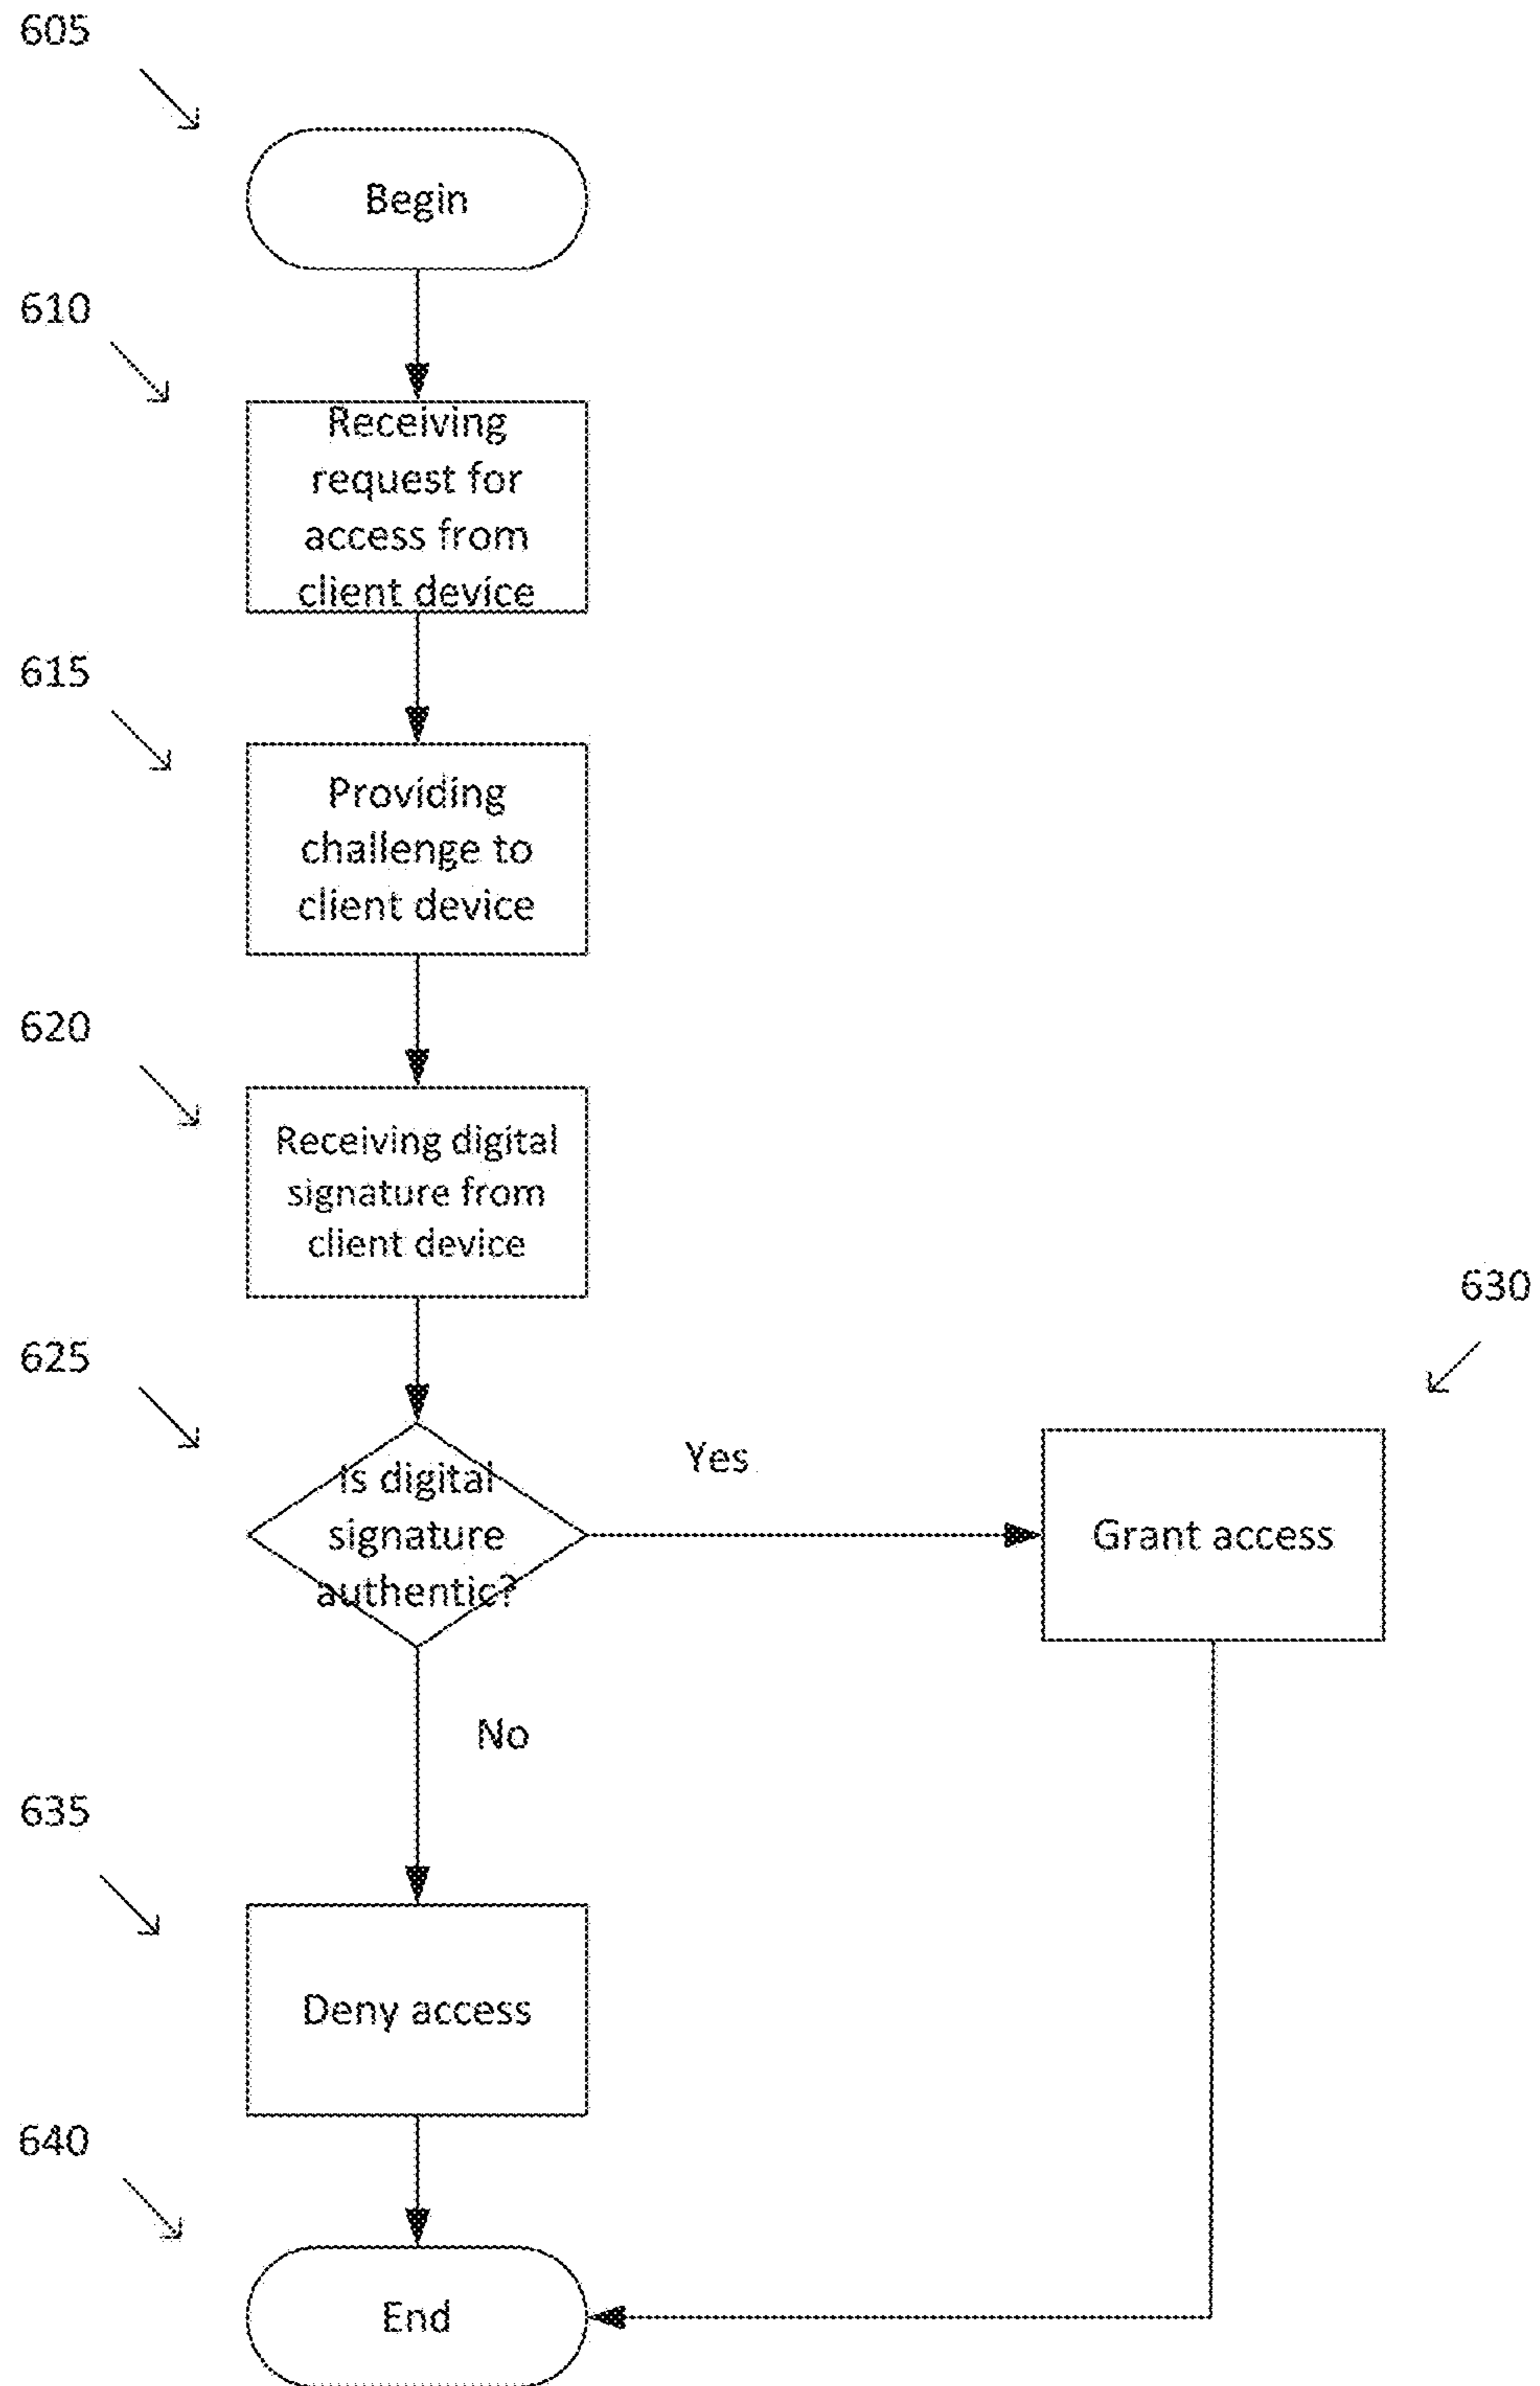 605
Begin
610
Receiving
request for
access from
client device
615
Providing
challenge to
client device
620
Receiving digital
signature from
client device
630
625
Is digital
signature
authentic?
Yes
Grant access
No
635
Deny access
640
End